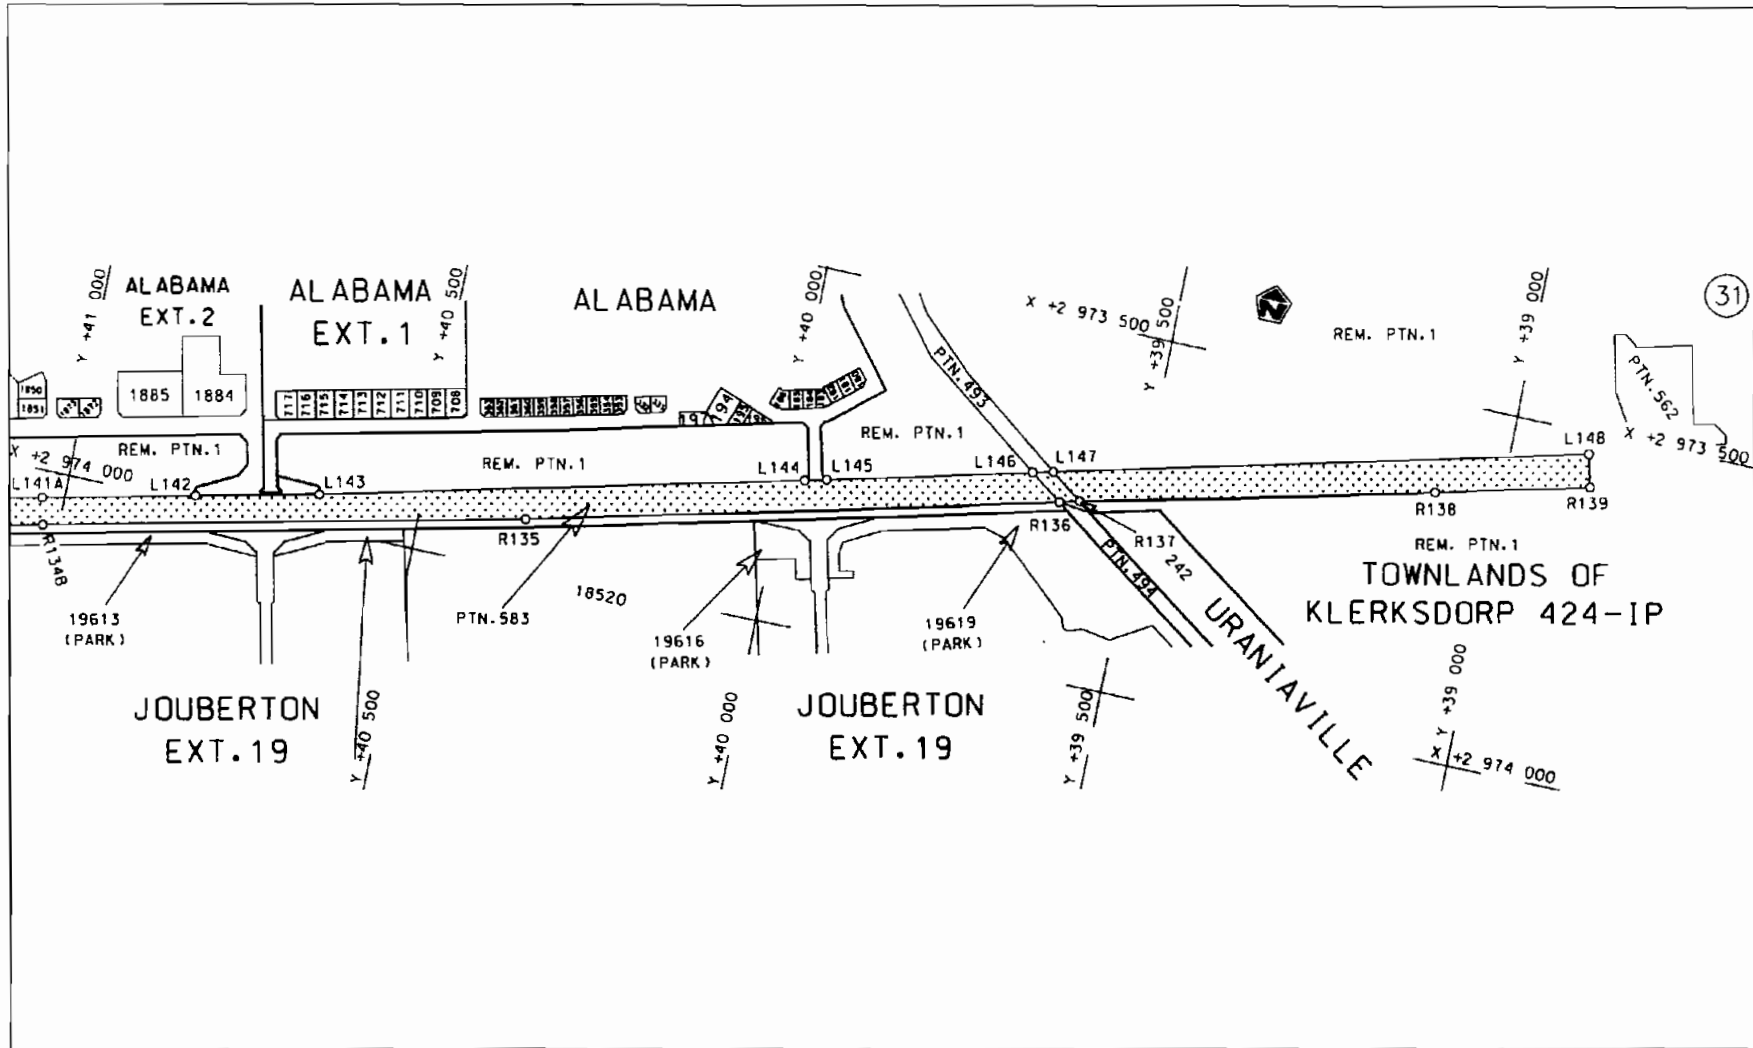 ALABAMA
EXT.2
Y +41 000
ALABAMA
EXT.1
Y +40 500
ALABAMA
Y +40 000
X +2 973 500
Y +39 500
N
REM. PTN.1
Y +39 000
31
1850
1851
1885
1884
717
716
715
714
713
712
711
710
709
708
197
194
195
PTN.493
PTN.562
X +2 973 500
REM. PTN.1
X +2 974 000
REM. PTN.1
REM. PTN.1
L141A
L142
L143
L144
L145
L146
L147
L148
R134B
R135
R136
R137
R138
R139
REM. PTN.1
TOWNLANDS OF
KLERKSDORP 424-IP
PTN.494
242
URANIAVILLE
19613
(PARK)
PTN.583
18520
19616
(PARK)
19619
(PARK)
JOUBERTON
EXT.19
Y +40 500
Y +40 000
JOUBERTON
EXT.19
Y +39 500
Y +39 000
X +2 974 000